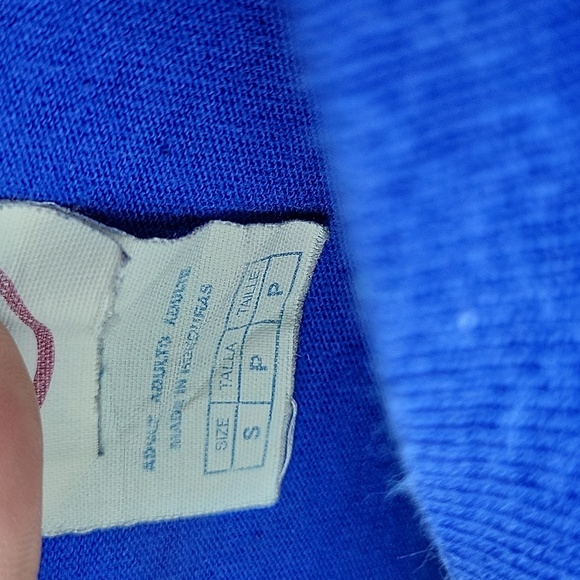 ADULT ADULTO ADULTE
MADE IN HONDURAS
SIZE TALLA TAILLE
S P P